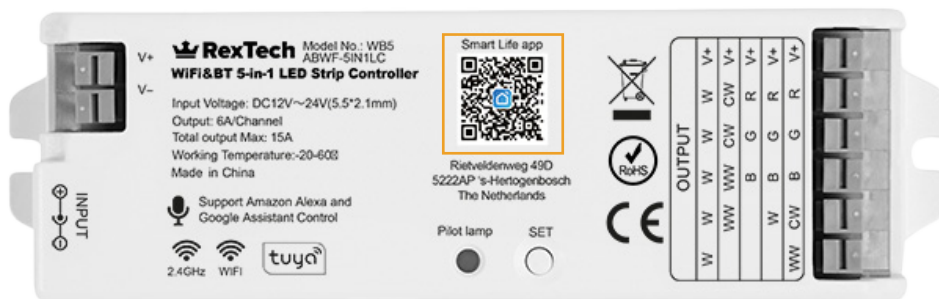 V+
V-
INPUT
RexTech
Model No.: WB5
ABWF-5IN1LC
WiFi&BT 5-in-1 LED Strip Controller
Input Voltage: DC12V～24V(5.5*2.1mm)
Output: 6A/Channel
Total output Max: 15A
Working Temperature:-20-60
Made in China
Support Amazon Alexa and
Google Assistant Control
2.4GHz WIFI tuya
Smart Life app
Rietveldenweg 49D
5222AP 's-Hertogenbosch
The Netherlands
Pilot lamp SET
RoHS
CE
OUTPUT
W W W W V+
WW WW CW CW V+
B G R V+
W B G R V+
WW CW B G R V+